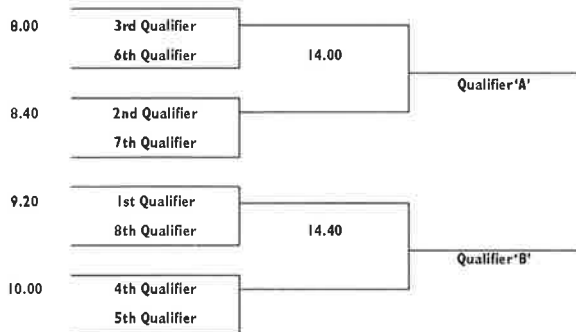 8.00 3rd Qualifier
6th Qualifier
14.00
Qualifier 'A'
8.40 2nd Qualifier
7th Qualifier
9.20 1st Qualifier
8th Qualifier
14.40
Qualifier 'B'
10.00 4th Qualifier
5th Qualifier